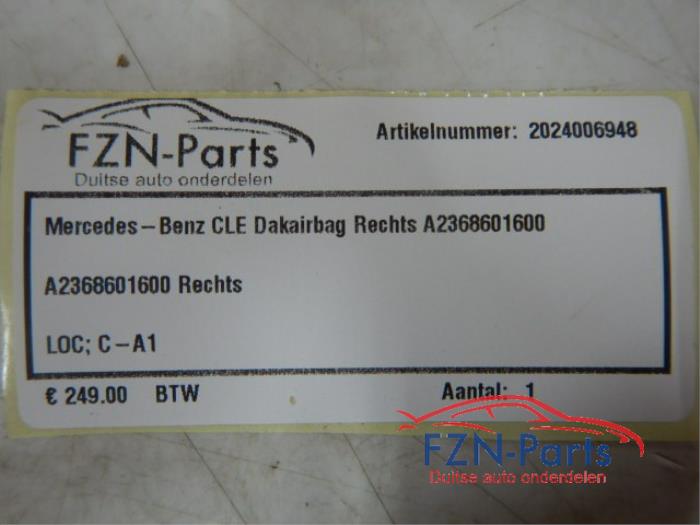 FZN-Parts
Duitse auto onderdelen
Artikelnummer: 2024006948
Mercedes-Benz CLE Dakairbag Rechts A2368601600
A2368601600 Rechts
LOC; C-A1
€ 249.00 BTW
Aantal: 1
FZN-Parts
Duitse auto onderdelen